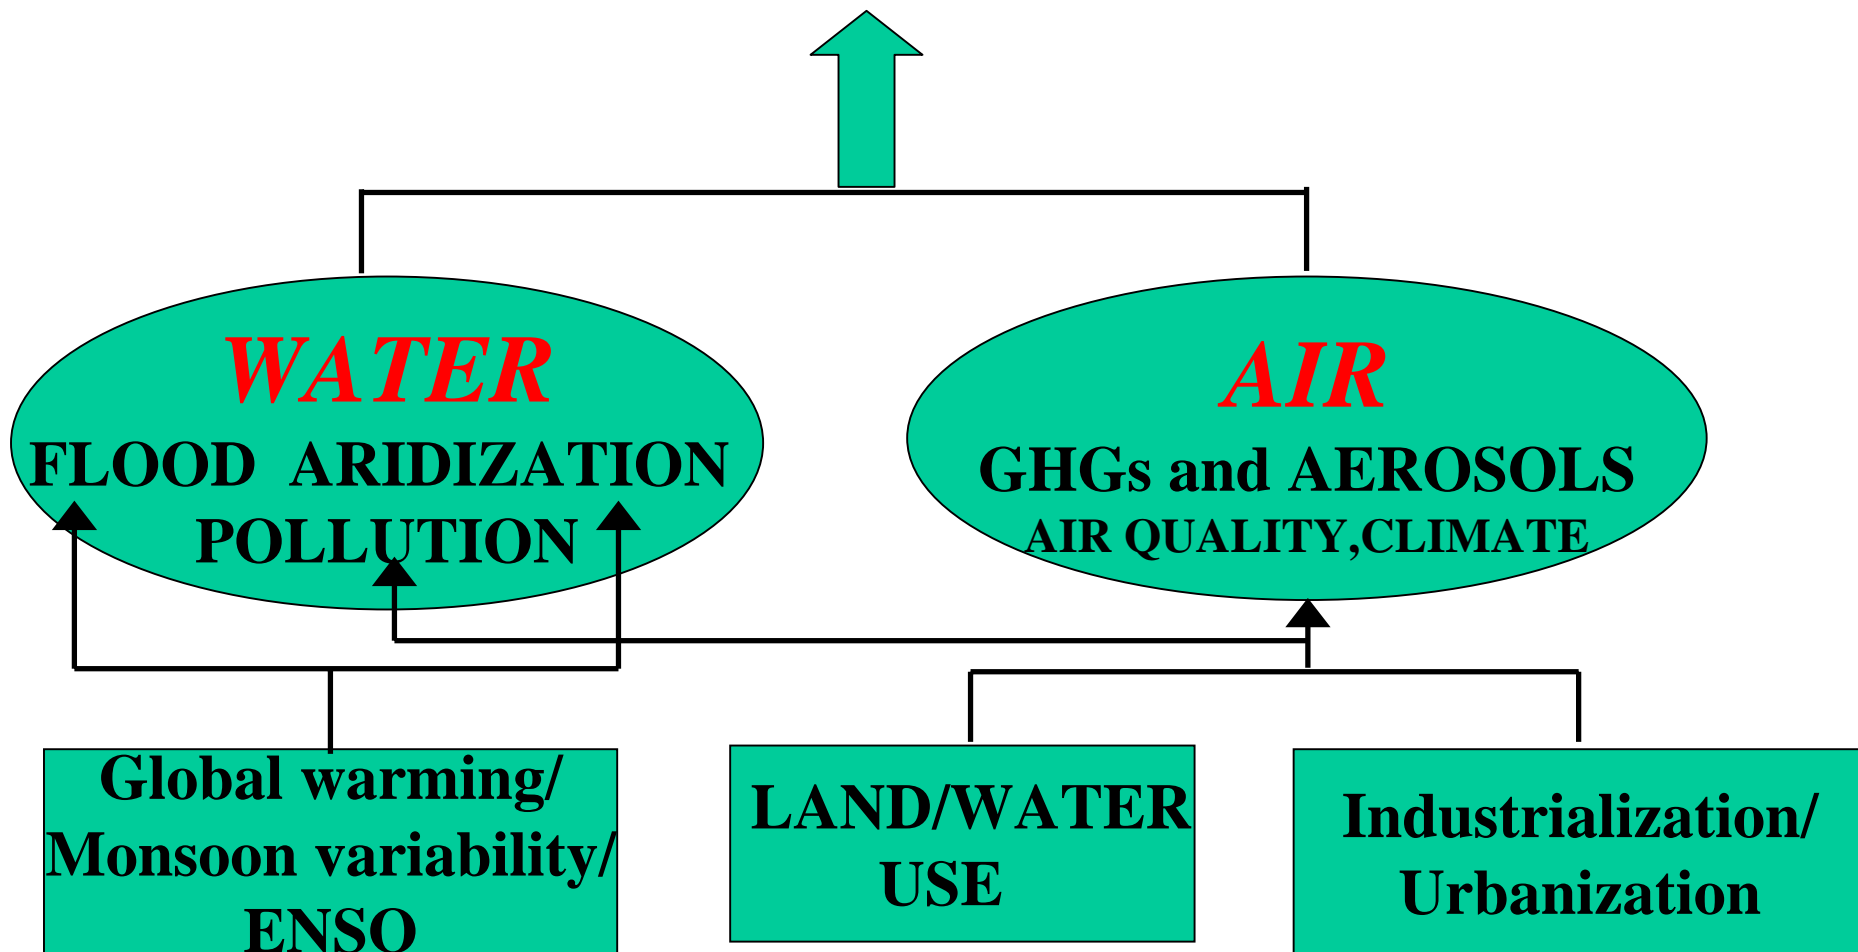 WATER
FLOOD ARIDIZATION
POLLUTION
AIR
GHGs and AEROSOLS
AIR QUALITY,CLIMATE
Global warming/
Monsoon variability/
ENSO
LAND/WATER
USE
Industrialization/
Urbanization